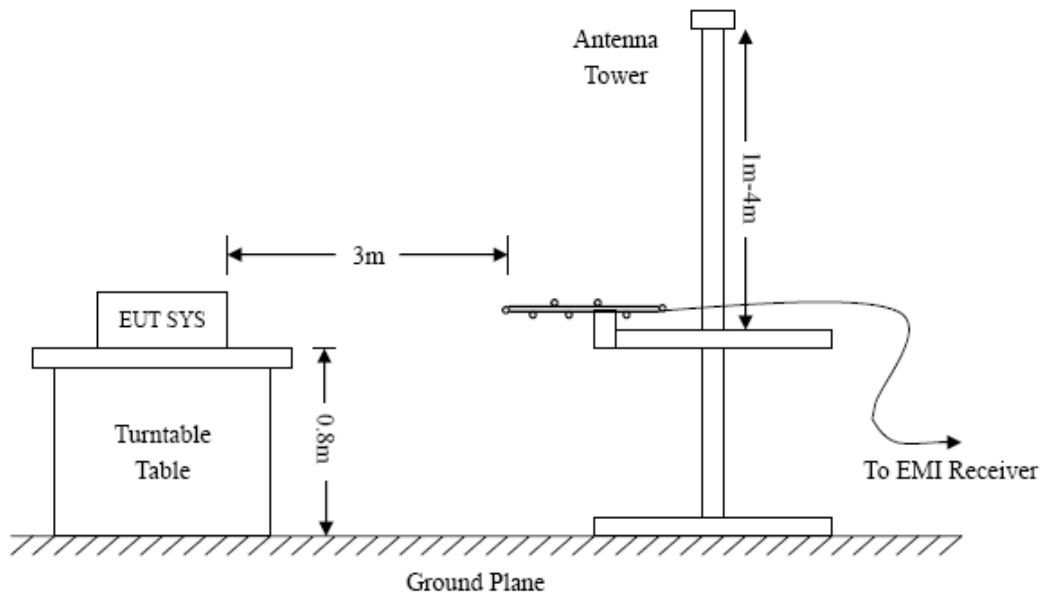 Antenna
Tower
1m-4m
3m
EUT SYS
0.8m
Turntable
Table
To EMI Receiver
Ground Plane